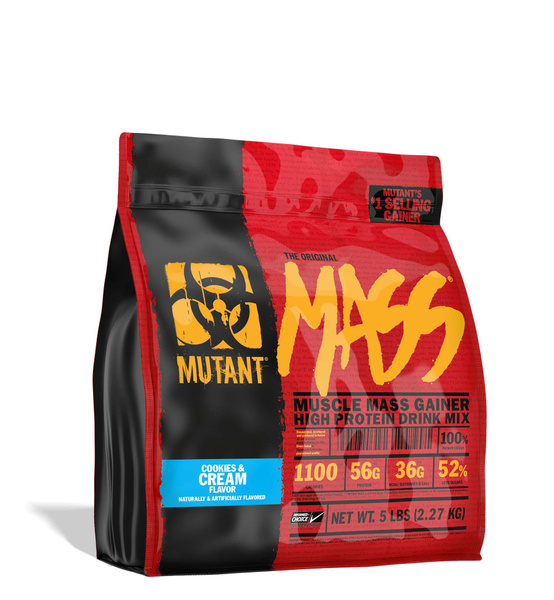 MUTANT'S
#1 SELLING
GAINER
THE ORIGINAL
MASS
MUTANT®
MUSCLE MASS GAINER
HIGH PROTEIN DRINK MIX
100%
1100 56G 36G 52%
COOKIES &
CREAM
FLAVOR
NATURALLY & ARTIFICIALLY FLAVORED
CHOICE
NET WT. 5 LBS (2.27 KG)